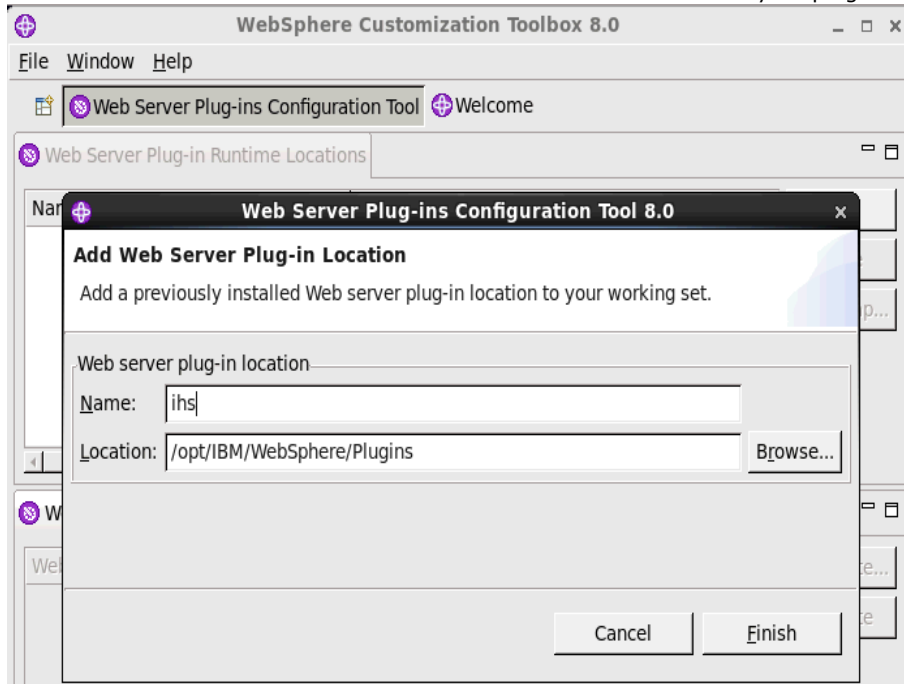 WebSphere Customization Toolbox 8.0
File Window Help
Web Server Plug-ins Configuration Tool Welcome
Web Server Plug-in Runtime Locations
Web Server Plug-ins Configuration Tool 8.0
Add Web Server Plug-in Location
Add a previously installed Web server plug-in location to your working set.
Web server plug-in location
Name: ihs
Location: /opt/IBM/WebSphere/Plugins Browse...
Cancel Finish